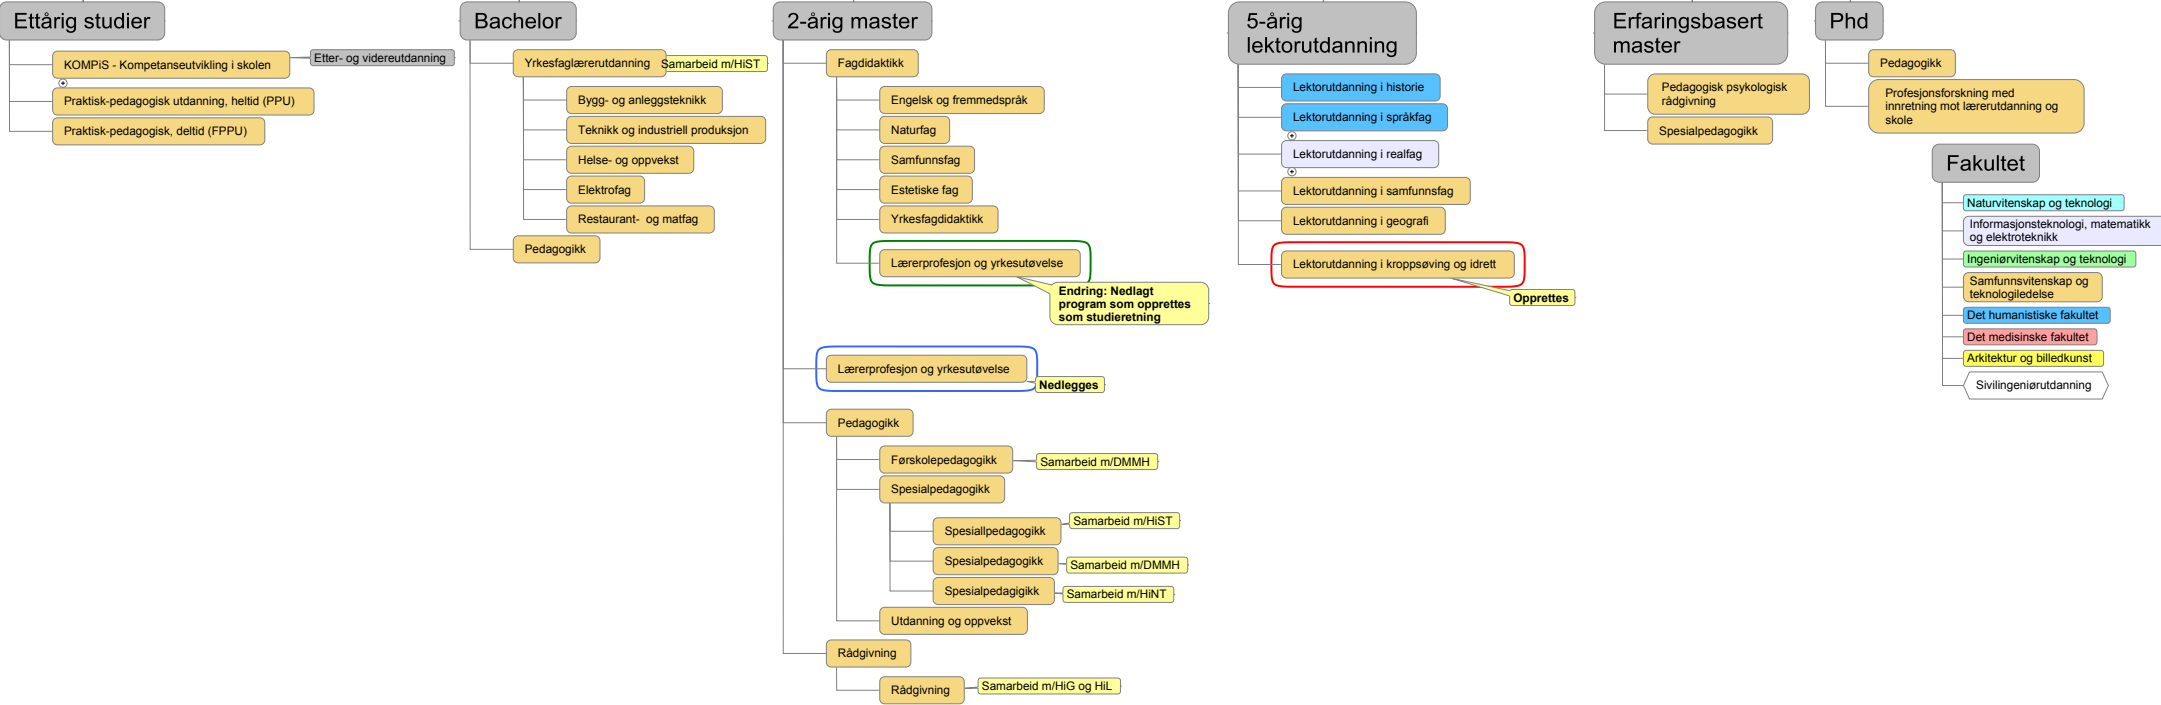 Ettårig studier
KOMPiS - Kompetanseutvikling i skolen
Etter- og videreutdanning
Praktisk-pedagogisk utdanning, heltid (PPU)
Praktisk-pedagogisk, deltid (FPPU)
Bachelor
Yrkesfaglærerutdanning
Samarbeid m/HiST
Bygg- og anleggsteknikk
Teknikk og industriell produksjon
Helse- og oppvekst
Elektrofag
Restaurant- og matfag
Pedagogikk
2-årig master
Fagdidaktikk
Engelsk og fremmedspråk
Naturfag
Samfunnsfag
Estetiske fag
Yrkesfagdidaktikk
Lærerprofesjon og yrkesutøvelse
Endring: Nedlagt
program som opprettes
som studieretning
Lærerprofesjon og yrkesutøvelse
Nedlegges
Pedagogikk
Førskolepedagogikk
Samarbeid m/DMMH
Spesialpedagogikk
Spesiallpedagogikk
Samarbeid m/HiST
Spesialpedagogikk
Samarbeid m/DMMH
Spesialpedagigikk
Samarbeid m/HiNT
Utdanning og oppvekst
Rådgivning
Rådgivning
Samarbeid m/HiG og HiL
5-årig
lektorutdanning
Lektorutdanning i historie
Lektorutdanning i språkfag
Lektorutdanning i realfag
Lektorutdanning i samfunnsfag
Lektorutdanning i geografi
Lektorutdanning i kroppsøving og idrett
Opprettes
Erfaringsbasert
master
Pedagogisk psykologisk
rådgivning
Spesialpedagogikk
Phd
Pedagogikk
Profesjonsforskning med
innretning mot lærerutdanning og
skole
Fakultet
Naturvitenskap og teknologi
Informasjonsteknologi, matematikk
og elektroteknikk
Ingeniørvitenskap og teknologi
Samfunnsvitenskap og
teknologiledelse
Det humanistiske fakultet
Det medisinske fakultet
Arkitektur og billedkunst
Sivilingeniørutdanning